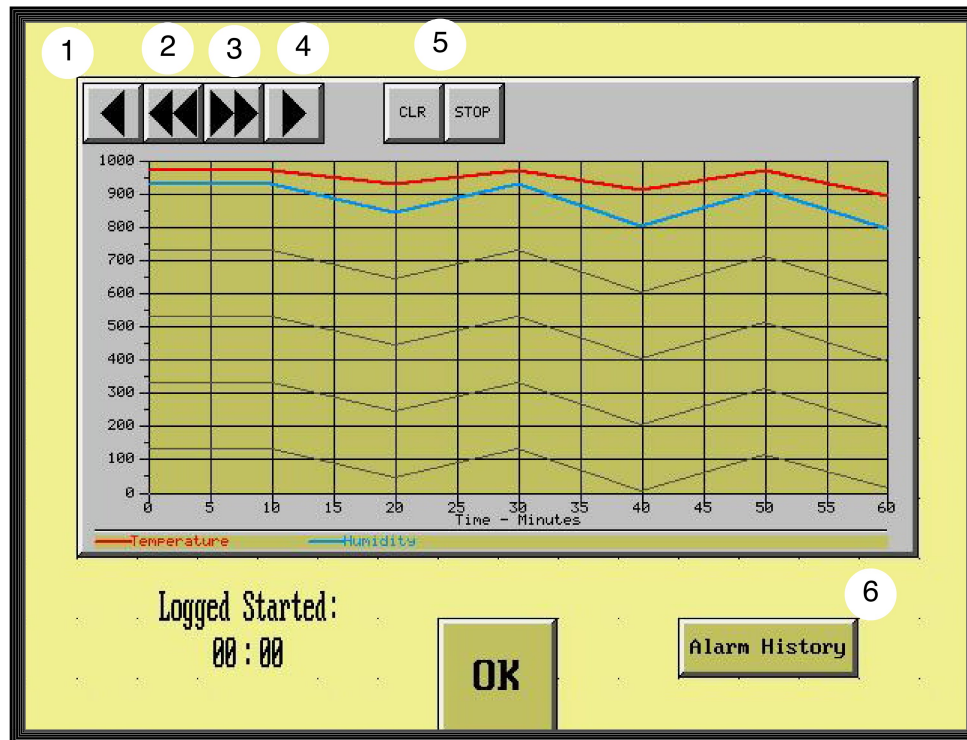 1 2 3 4 5
CLR STOP
1000
900
800
700
600
500
400
300
200
100
0
0 5 10 15 20 25 30 35 40 45 50 55 60
Time - Minutes
Temperature Humidity
6
Logged Started:
00:00
OK
Alarm History